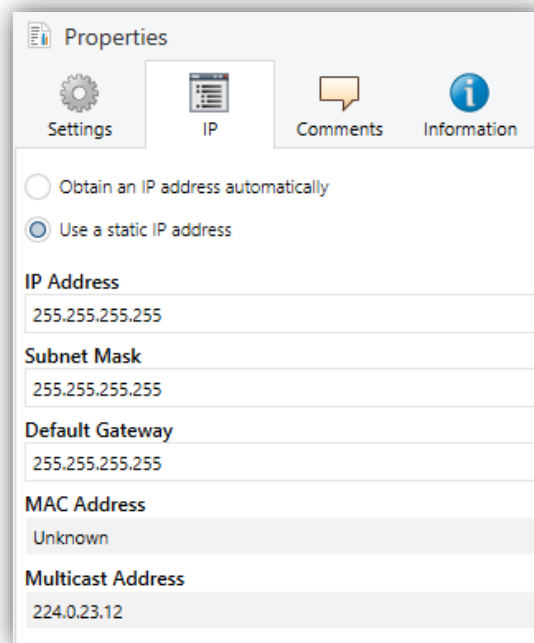 Properties
Settings
IP
Comments
Information
Obtain an IP address automatically
Use a static IP address
IP Address
255.255.255.255
Subnet Mask
255.255.255.255
Default Gateway
255.255.255.255
MAC Address
Unknown
Multicast Address
224.0.23.12